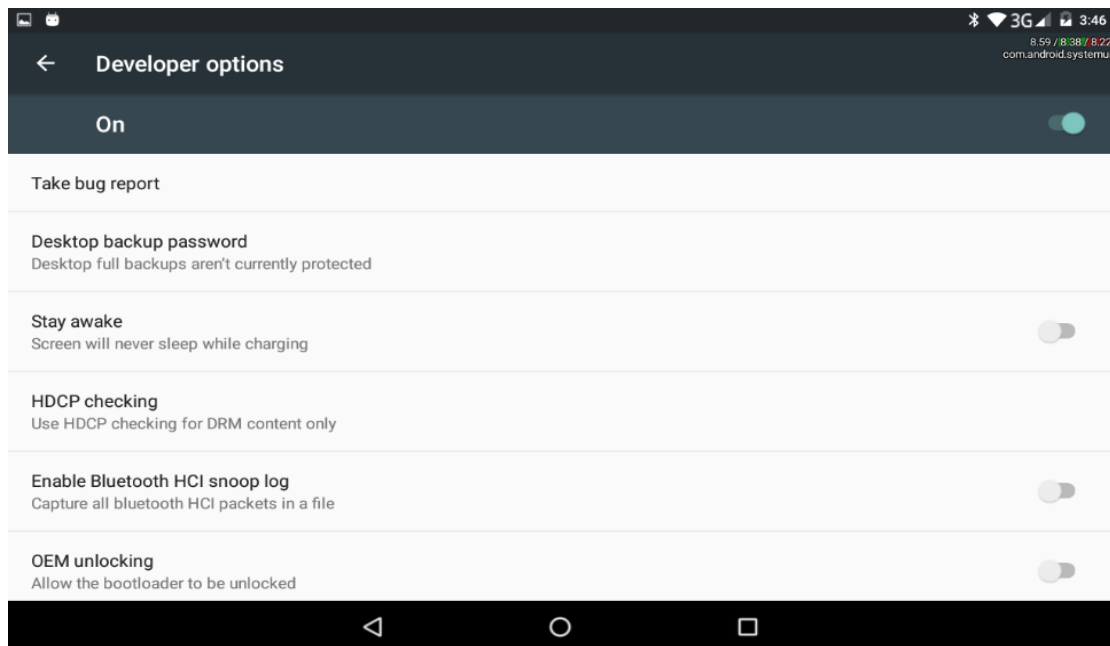 3G 3:46
8.59 / 8.38 / 8.22
com.android.systemu
Developer options
On
Take bug report
Desktop backup password
Desktop full backups aren't currently protected
Stay awake
Screen will never sleep while charging
HDCP checking
Use HDCP checking for DRM content only
Enable Bluetooth HCI snoop log
Capture all bluetooth HCI packets in a file
OEM unlocking
Allow the bootloader to be unlocked